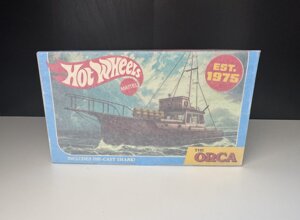 Hot Wheels
MATTEL
EST.
1975
INCLUDES DIE-CAST SHARK!
THE
ORCA